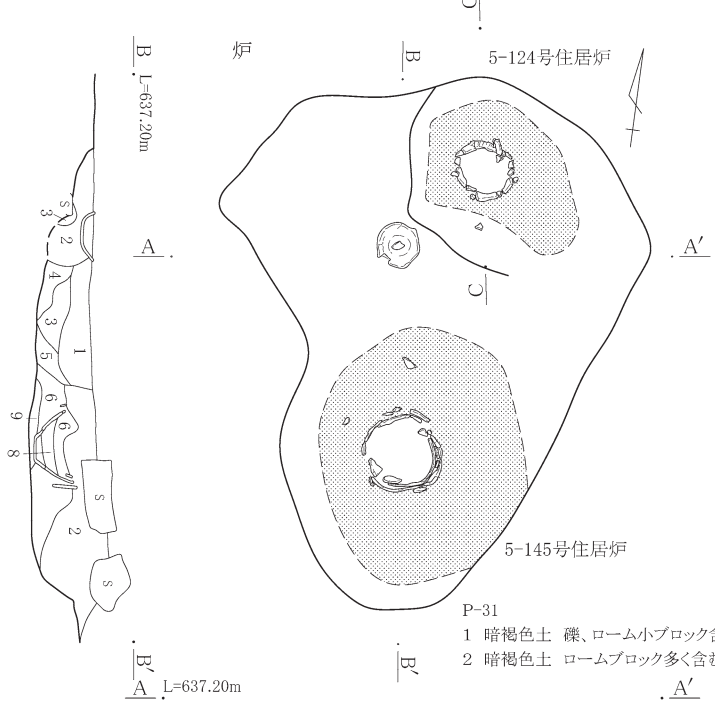 炉
5-124号住居炉
B
L=637.20m
B
A
A′
C
S
3
2
4
3
1
5
6
6
9
8
S
2
S
5-145号住居炉
P-31
1 暗褐色土 礫、ローム小ブロック含
2 暗褐色土 ロームブロック多く含む
B′
B′
A L=637.20m
A′